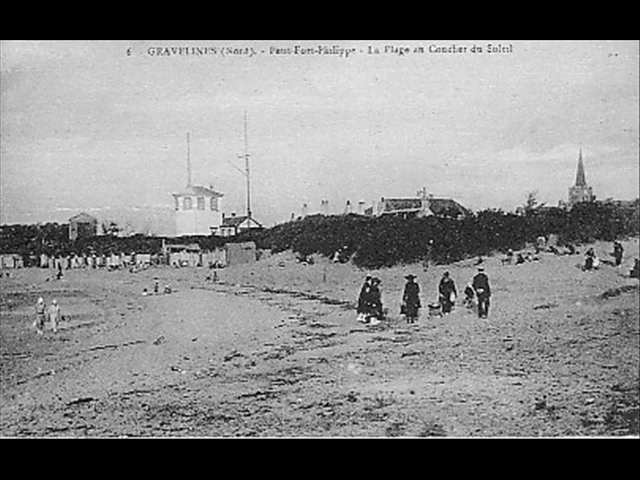 6 - GRAVELINES (Nord). - Petit-Fort-Philippe - La Plage au Coucher du Soleil